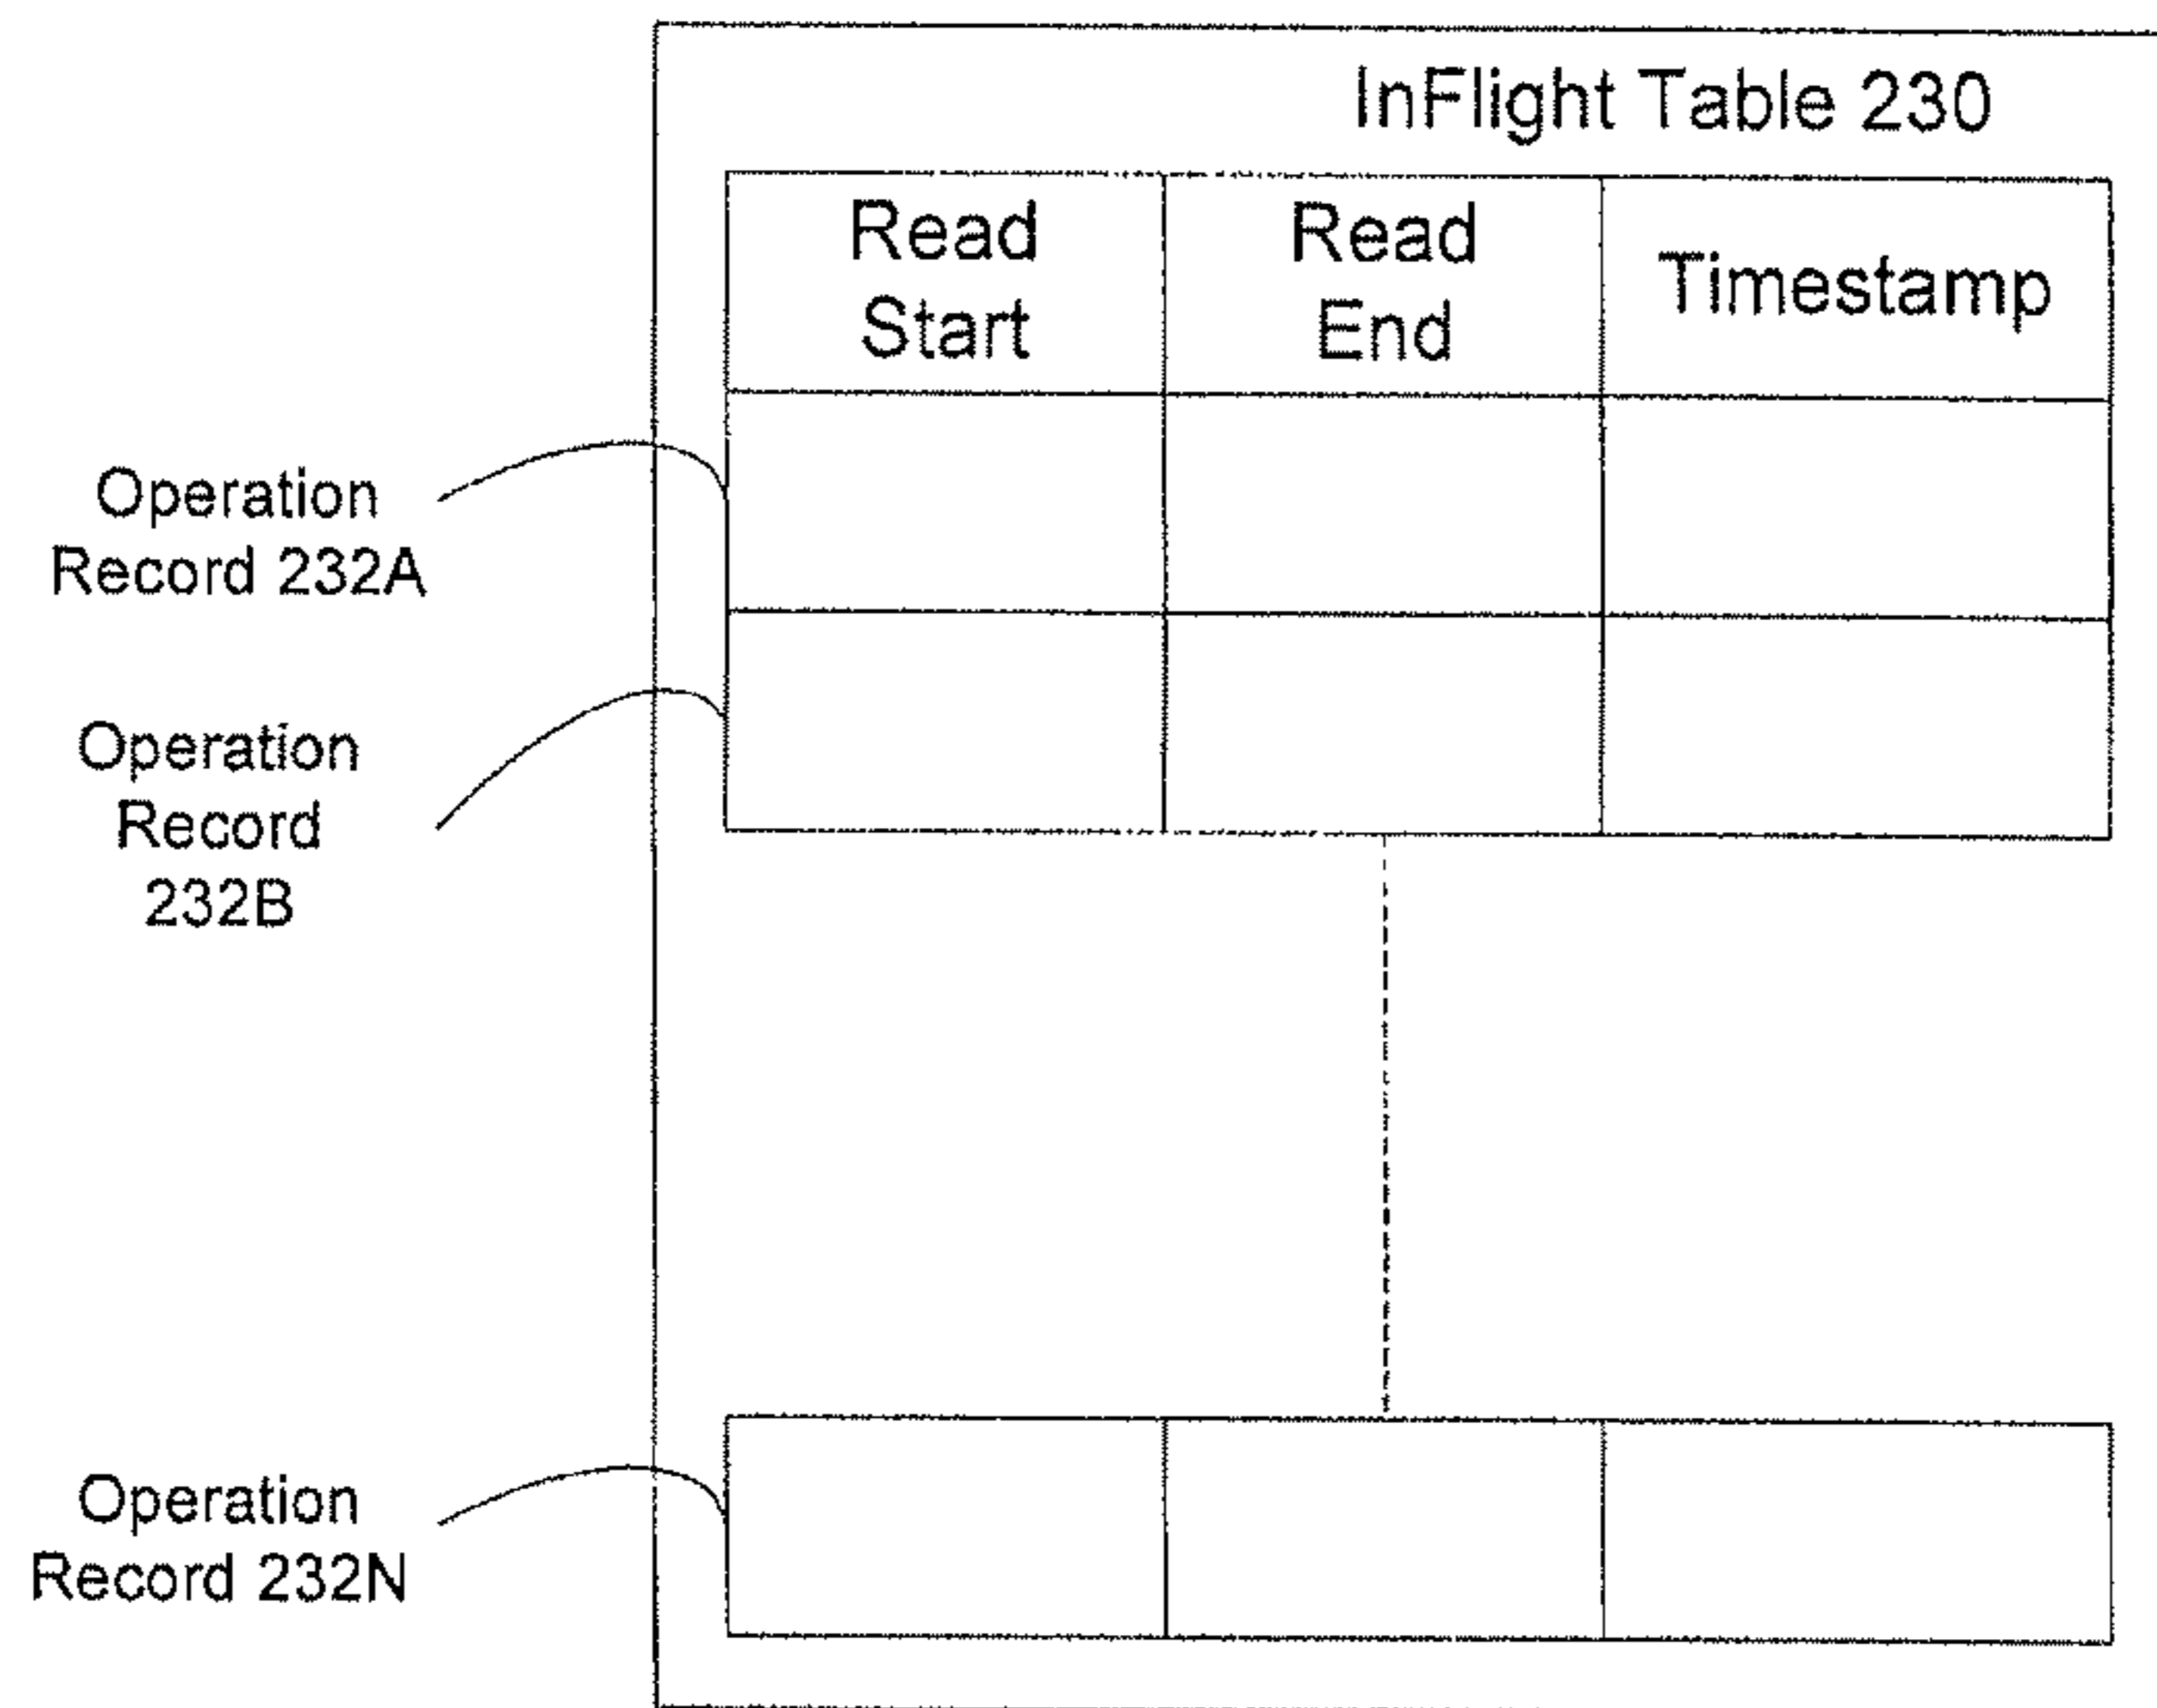 InFlight Table 230
Read
Start
Read
End
Timestamp
Operation
Record 232A
Operation
Record
232B
Operation
Record 232N